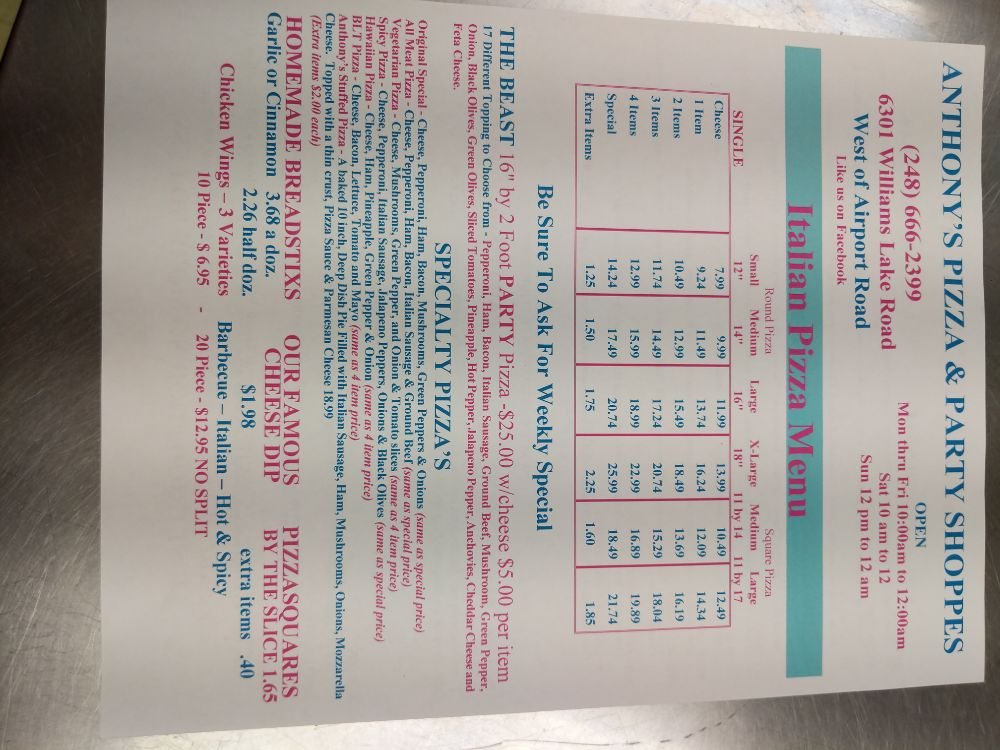 ANTHONY'S PIZZA & PARTY SHOPPES
(248) 666-2399
6301 Williams Lake Road
West of Airport Road
Like us on Facebook
OPEN
Mon thru Fri 10:00am to 12:00am
Sat 10 am to 12
Sun 12 pm to 12 am
Italian Pizza Menu
Round Pizza Square Pizza
SINGLE Small Medium Large X-Large Medium Large
12" 14" 16" 18" 11 by 14 11 by 17
Cheese 7.99 9.99 11.99 13.99 10.49 12.49
1 Item 9.24 11.49 13.74 16.24 12.09 14.34
2 Items 10.49 12.99 15.49 18.49 13.69 16.19
3 Items 11.74 14.49 17.24 20.74 15.29 18.04
4 Items 12.99 15.99 18.99 22.99 16.89 19.89
Special 14.24 17.49 20.74 25.99 18.49 21.74
Extra Items 1.25 1.50 1.75 2.25 1.60 1.85
Be Sure To Ask For Weekly Special
THE BEAST 16" by 2 Foot PARTY Pizza -$25.00 w/cheese $5.00 per item
17 Different Topping to Choose from - Pepperoni, Ham, Bacon, Italian Sausage, Ground Beef, Mushroom, Green Pepper,
Onion, Black Olives, Green Olives, Sliced Tomatoes, Pineapple, Hot Pepper, Jalapeno Pepper, Anchovies, Cheddar Cheese and
Feta Cheese.
SPECIALTY PIZZA'S
Original Special - Cheese, Pepperoni, Ham, Bacon, Mushrooms, Green Peppers & Onions (same as special price)
All Meat Pizza - Cheese, Pepperoni, Ham, Bacon, Italian Sausage & Ground Beef (same as special price)
Vegetarian Pizza - Cheese, Mushrooms, Green Pepper, and Onion & Tomato slices (same as 4 item price)
Spicy Pizza - Cheese, Pepperoni, Italian Sausage, Jalapeno Peppers, Onions & Black Olives (same as special price)
Hawaiian Pizza - Cheese, Ham, Pineapple, Green Pepper & Onion (same as 4 item price)
BLT Pizza - Cheese, Bacon, Lettuce, Tomato and Mayo (same as 4 item price)
Anthony's Stuffed Pizza - A baked 10 inch, Deep Dish Pie Filled with Italian Sausage, Ham, Mushrooms, Onions, Mozzarella
Cheese. Topped with a thin crust, Pizza Sauce & Parmesan Cheese 18.99
(Extra items $2.00 each)
HOMEMADE BREADSTIXS OUR FAMOUS PIZZA SQUARES
Garlic or Cinnamon 3.68 a doz. CHEESE DIP BY THE SLICE 1.65
2.26 half doz. $1.98 extra items .40
Chicken Wings – 3 Varieties Barbecue – Italian – Hot & Spicy
10 Piece - $ 6.95 - 20 Piece - $12.95 NO SPLIT